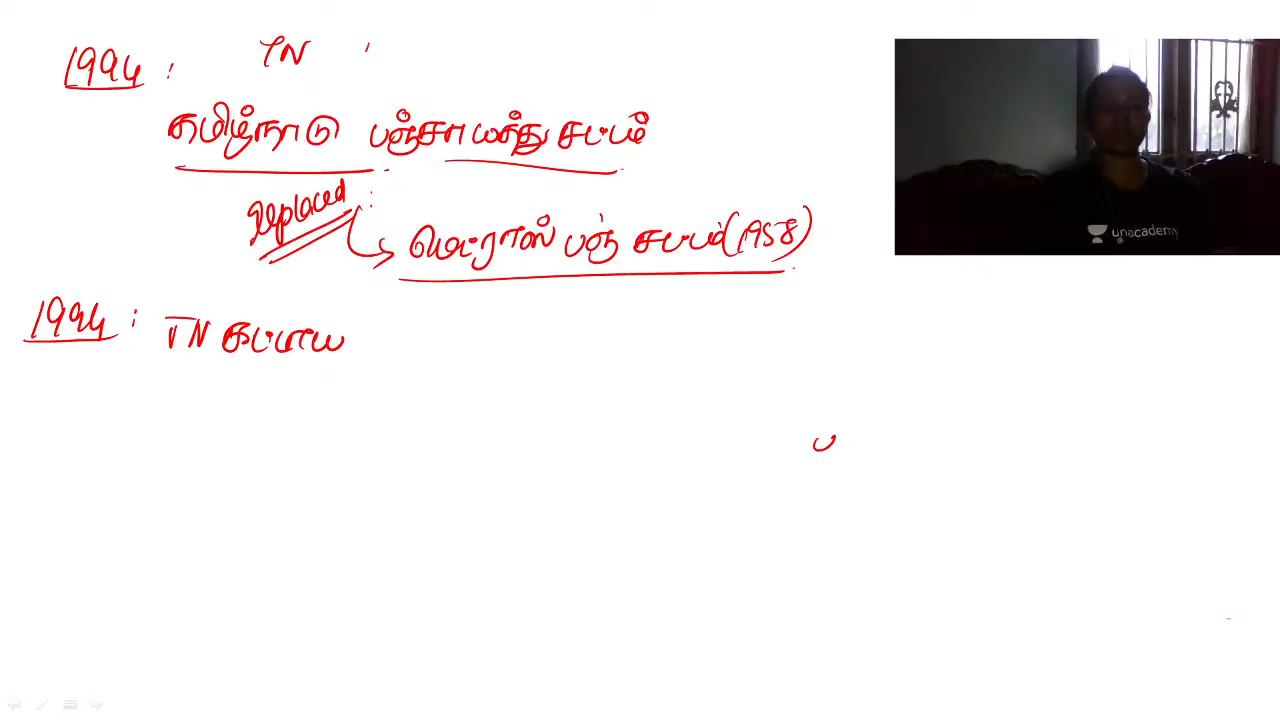 1994 : TN
தமிழ்நாடு பஞ்சாயத்து சட்டம்
Replaced :
மெட்ராஸ் பஞ் சட்டம் (1958)
1994 : TN கட்டாய
ப
unacademy